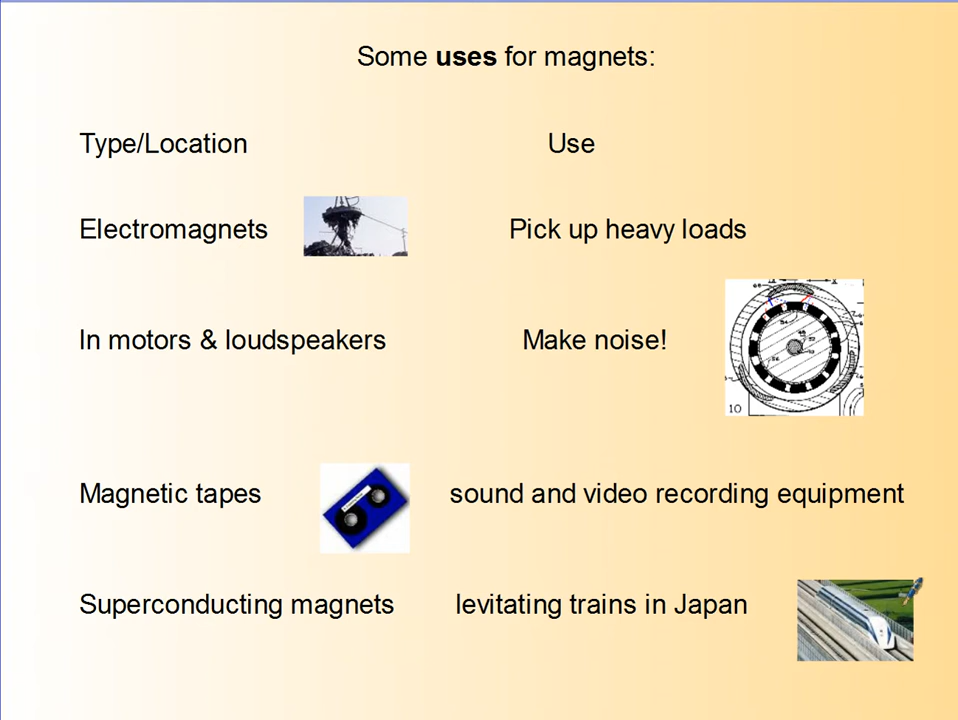 Some uses for magnets:
Type/Location Use
Electromagnets Pick up heavy loads
In motors & loudspeakers Make noise!
10
Magnetic tapes sound and video recording equipment
Superconducting magnets levitating trains in Japan